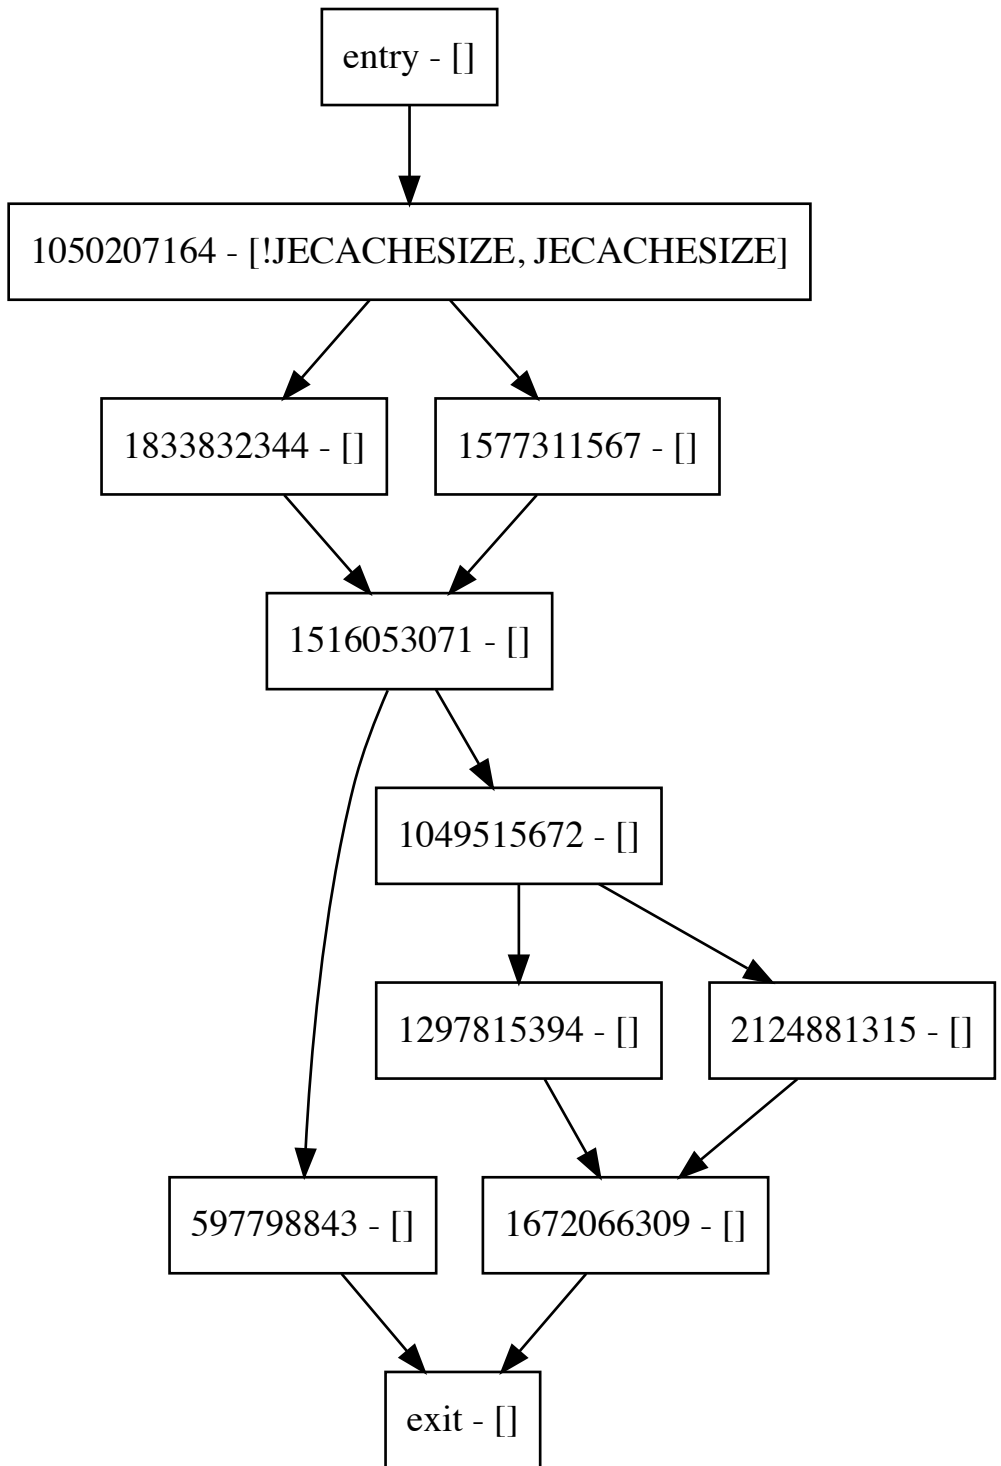 entry - []
1050207164 - [!JECACHESIZE, JECACHESIZE]
1833832344 - []
1577311567 - []
1516053071 - []
1049515672 - []
1297815394 - []
2124881315 - []
597798843 - []
1672066309 - []
exit - []